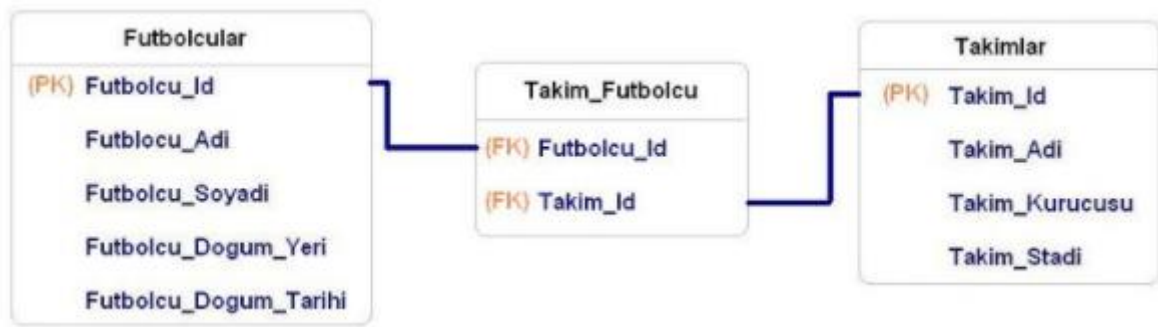 Futbolcular
(PK) Futbolcu_Id
Futblocu_Adi
Futbolcu_Soyadi
Futbolcu_Dogum_Yeri
Futbolcu_Dogum_Tarihi
Takim_Futbolcu
(FK) Futbolcu_Id
(FK) Takim_Id
Takimlar
(PK) Takim_Id
Takim_Adi
Takim_Kurucusu
Takim_Stadi